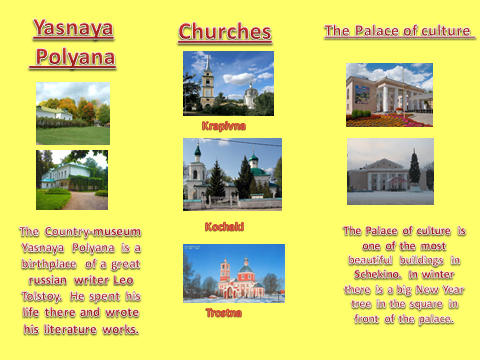 Yasnaya
Polyana
The Country-museum
Yasnaya Polyana is a
birthplace of a great
russian writer Leo
Tolstoy. He spent his
life there and wrote
his literature works.
Churches
Krapivna
Kochaki
Trostna
The Palace of culture
The Palace of culture is
one of the most
beautiful buildings in
Schekino. In winter
there is a big New Year
tree in the square in
front of the palace.